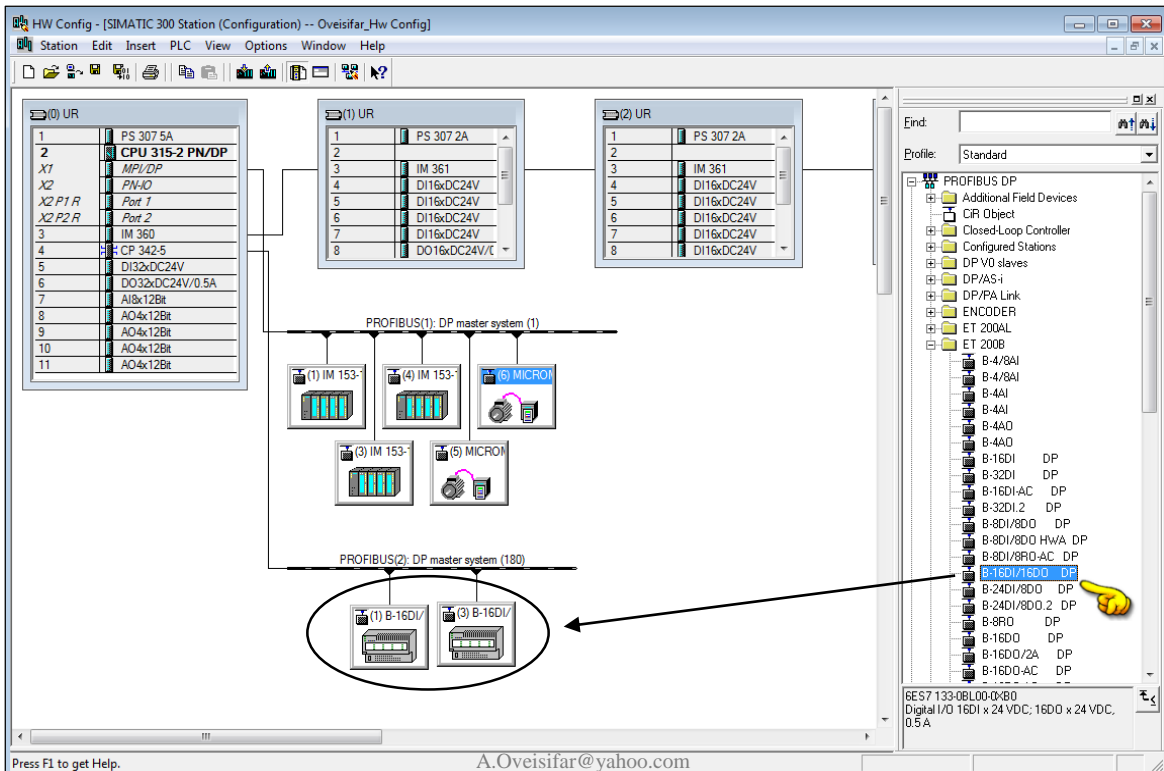 HW Config - [SIMATIC 300 Station (Configuration) -- Oveisifar_Hw Config]
Station Edit Insert PLC View Options Window Help
(0) UR
1 PS 307 5A
2 CPU 315-2 PN/DP
X1 MPI/DP
X2 PN-IO
X2 P1 R Port 1
X2 P2 R Port 2
3 IM 360
4 CP 342-5
5 DI32xDC24V
6 DO32xDC24V/0.5A
7 AI8x12Bit
8 AO4x12Bit
9 AO4x12Bit
10 AO4x12Bit
11 AO4x12Bit
(1) UR
1 PS 307 2A
2
3 IM 361
4 DI16xDC24V
5 DI16xDC24V
6 DI16xDC24V
7 DI16xDC24V
8 DO16xDC24V/
(2) UR
1 PS 307 2A
2
3 IM 361
4 DI16xDC24V
5 DI16xDC24V
6 DI16xDC24V
7 DI16xDC24V
8 DI16xDC24V
PROFIBUS(1): DP master system (1)
(1) IM 153-
(4) IM 153-
(6) MICROM
(3) IM 153-
(5) MICROM
PROFIBUS(2): DP master system (180)
(1) B-16DI/
(3) B-16DI/
Find:
Profile: Standard
PROFIBUS DP
Additional Field Devices
CiR Object
Closed-Loop Controller
Configured Stations
DP V0 slaves
DP/AS-i
DP/PA Link
ENCODER
ET 200AL
ET 200B
B-4/8AI
B-4/8AI
B-4AI
B-4AI
B-4AO
B-4AO
B-16DI DP
B-32DI DP
B-16DI-AC DP
B-32DI.2 DP
B-8DI/8DO DP
B-8DI/8DO HWA DP
B-8DI/8RO-AC DP
B-16DI/16DO DP
B-24DI/8DO DP
B-24DI/8DO.2 DP
B-8RO DP
B-16DO DP
B-16DO/2A DP
B-16DO-AC DP
6ES7 133-0BL00-0XB0
Digital I/O 16DI x 24 VDC; 16DO x 24 VDC,
0.5 A
Press F1 to get Help.
A.Oveisifar@yahoo.com